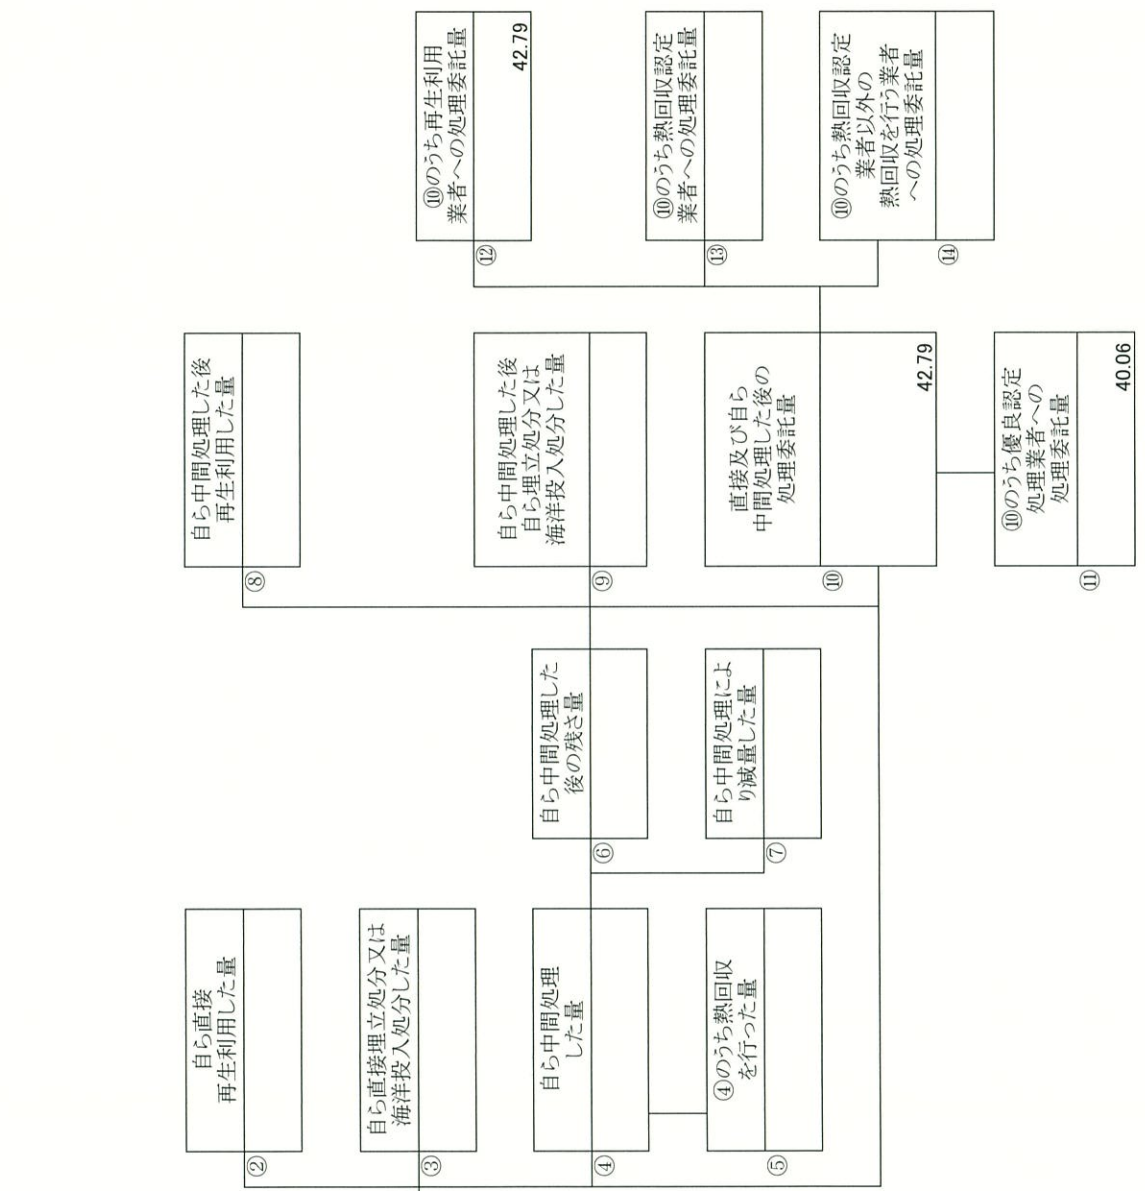 ②
自ら直接
再生利用した量
③
自ら直接埋立処分又は
海洋投入処分した量
④
自ら中間処理
した量
⑤
④のうち熱回収
を行った量
⑥
自ら中間処理した
後の残さ量
⑦
自ら中間処理によ
り減量した量
⑧
自ら中間処理した後
再生利用した量
⑨
自ら中間処理した後
自ら埋立処分又は
海洋投入処分した量
⑩
直接及び自ら
中間処理した後の
処理委託量
42.79
⑪
⑩のうち優良認定
処理業者への
処理委託量
40.06
⑫
⑩のうち再生利用
業者への処理委託量
42.79
⑬
⑩のうち熱回収認定
業者への処理委託量
⑭
⑩のうち熱回収認定
業者以外の
熱回収を行う業者
への処理委託量